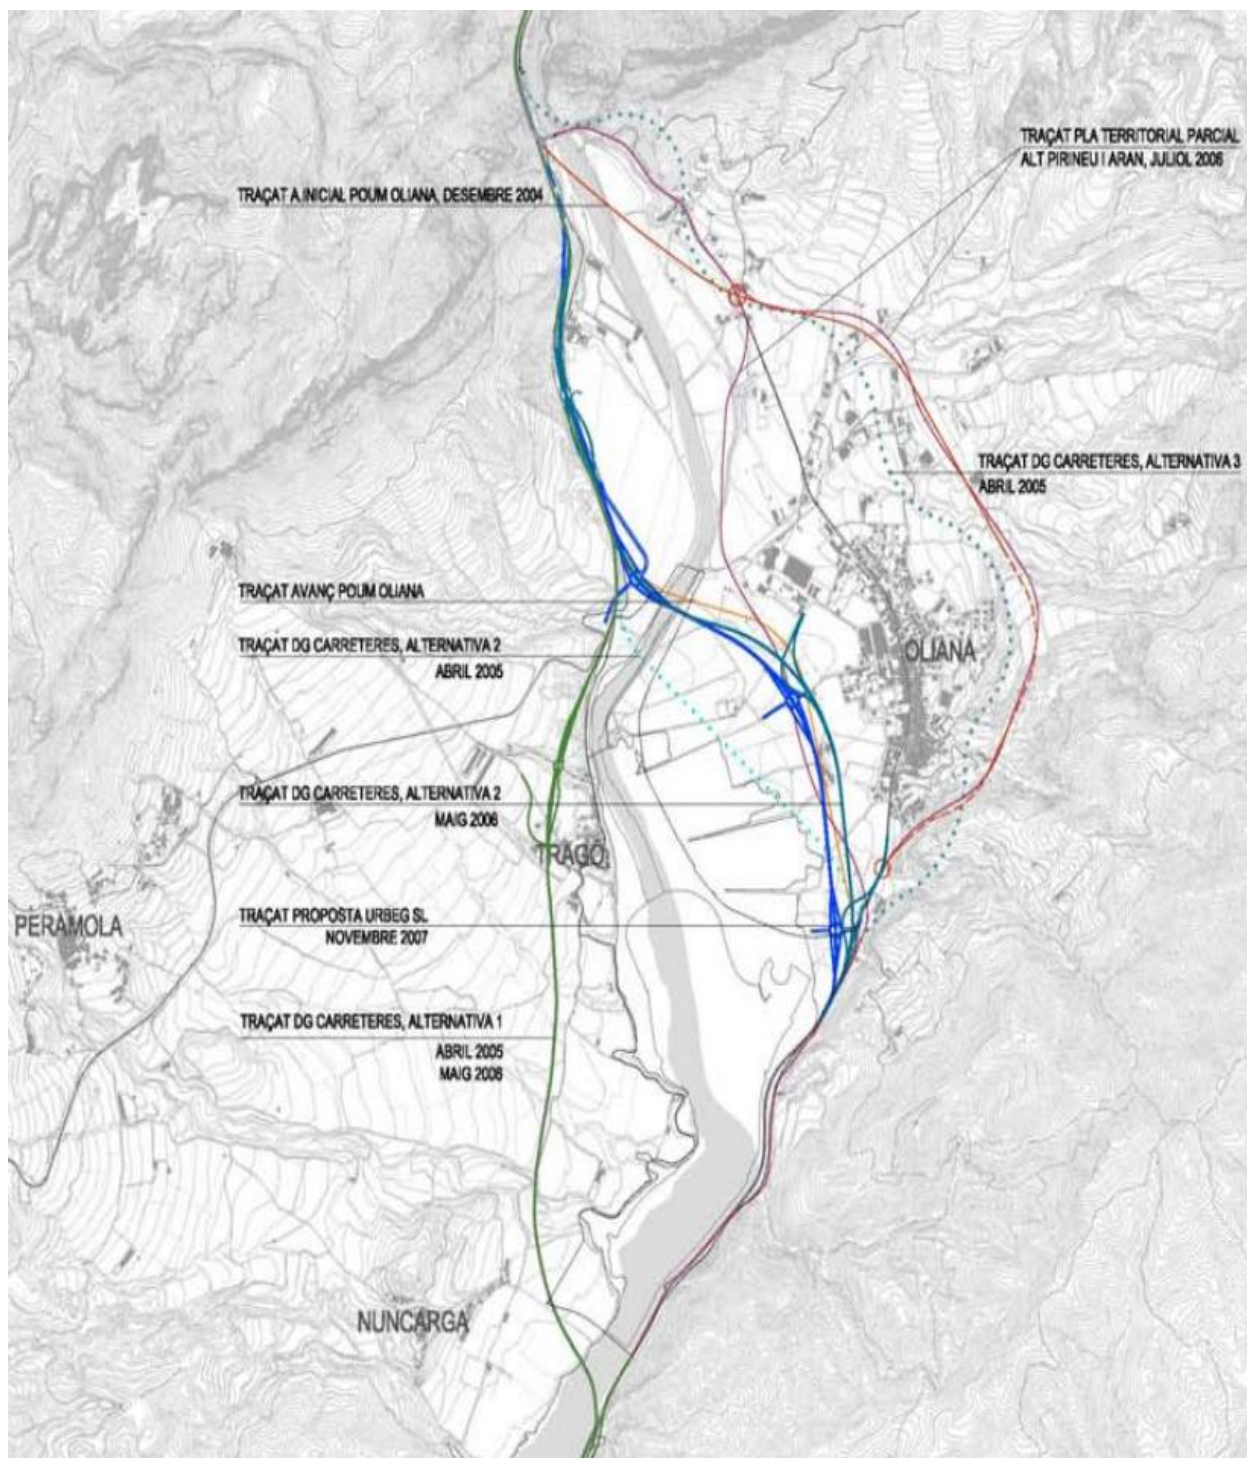 TRAÇAT PLA TERRITORIAL PARCIAL
ALT PIRINEU I ARAN, JULIOL 2006
TRAÇAT A.INICIAL POUM OLIANA, DESEMBRE 2004
TRAÇAT DG CARRETERES, ALTERNATIVA 3
ABRIL 2005
TRAÇAT AVANÇ POUM OLIANA
TRAÇAT DG CARRETERES, ALTERNATIVA 2
ABRIL 2005
OLIANA
TRAÇAT DG CARRETERES, ALTERNATIVA 2
MAIG 2006
TRAGÓ
PERAMOLA
TRAÇAT PROPOSTA URBEG SL
NOVEMBRE 2007
TRAÇAT DG CARRETERES, ALTERNATIVA 1
ABRIL 2005
MAIG 2006
NUNCARGA